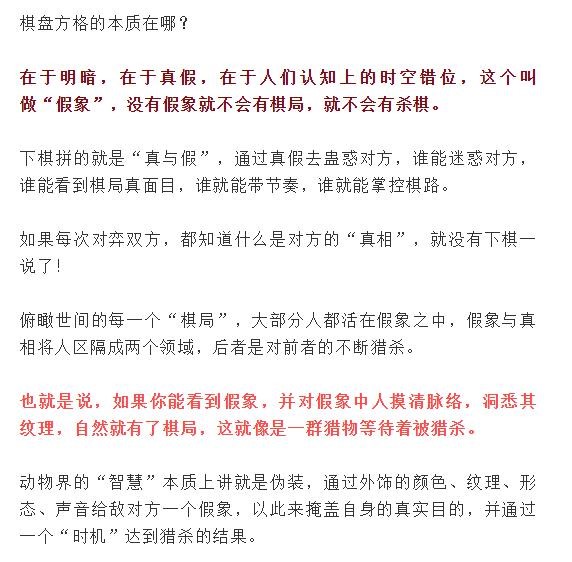 棋盘方格的本质在哪？
在于明暗，在于真假，在于人们认知上的时空错位，这个叫
做“假象”，没有假象就不会有棋局，就不会有杀棋。
下棋拼的就是“真与假”，通过真假去蛊惑对方，谁能迷惑对方，
谁能看到棋局真面目，谁就能带节奏，谁就能掌控棋路。
如果每次对弈双方，都知道什么是对方的“真相”，就没有下棋一
说了！
俯瞰世间的每一个“棋局”，大部分人都活在假象之中，假象与真
相将人区隔成两个领域，后者是对前者的不断猎杀。
也就是说，如果你能看到假象，并对假象中人摸清脉络，洞悉其
纹理，自然就有了棋局，这就像是一群猎物等待着被猎杀。
动物界的“智慧”本质上讲就是伪装，通过外饰的颜色、纹理、形
态、声音给敌对方一个假象，以此来掩盖自身的真实目的，并通过
一个“时机”达到猎杀的结果。